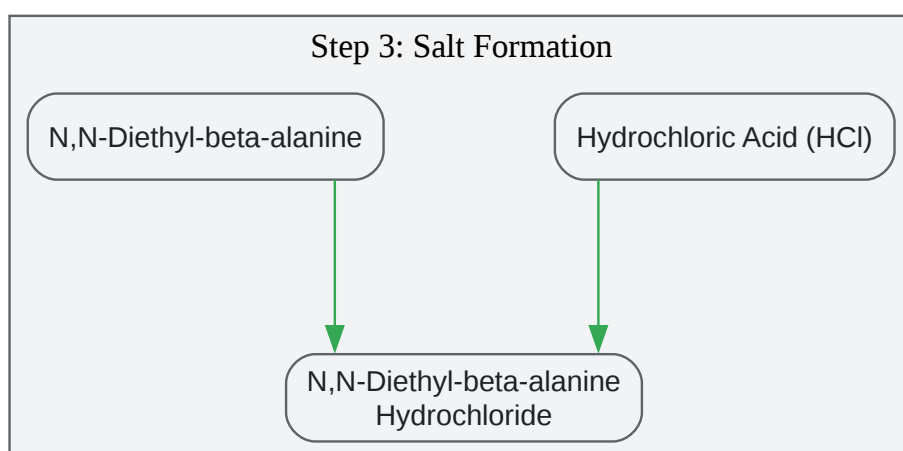 Step 3: Salt Formation
N,N-Diethyl-beta-alanine
Hydrochloric Acid (HCl)
N,N-Diethyl-beta-alanine
Hydrochloride